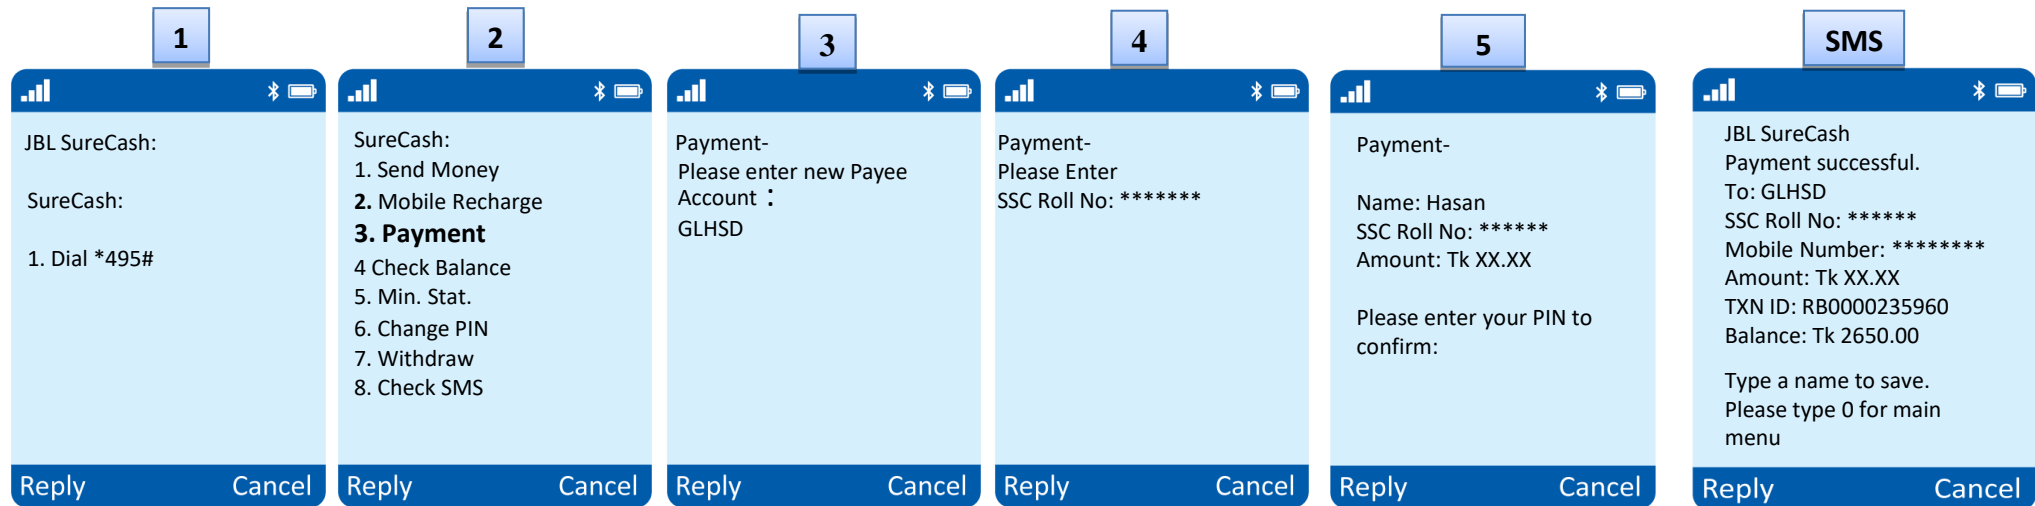 1
JBL SureCash:
SureCash:
1. Dial *495#
Reply Cancel
2
SureCash:
1. Send Money
2. Mobile Recharge
3. Payment
4 Check Balance
5. Min. Stat.
6. Change PIN
7. Withdraw
8. Check SMS
Reply Cancel
3
Payment-
Please enter new Payee
Account :
GLHSD
Reply Cancel
4
Payment-
Please Enter
SSC Roll No: *******
Reply Cancel
5
Payment-
Name: Hasan
SSC Roll No: ******
Amount: Tk XX.XX
Please enter your PIN to
confirm:
Reply Cancel
SMS
JBL SureCash
Payment successful.
To: GLHSD
SSC Roll No: ******
Mobile Number: ********
Amount: Tk XX.XX
TXN ID: RB0000235960
Balance: Tk 2650.00
Type a name to save.
Please type 0 for main
menu
Reply Cancel